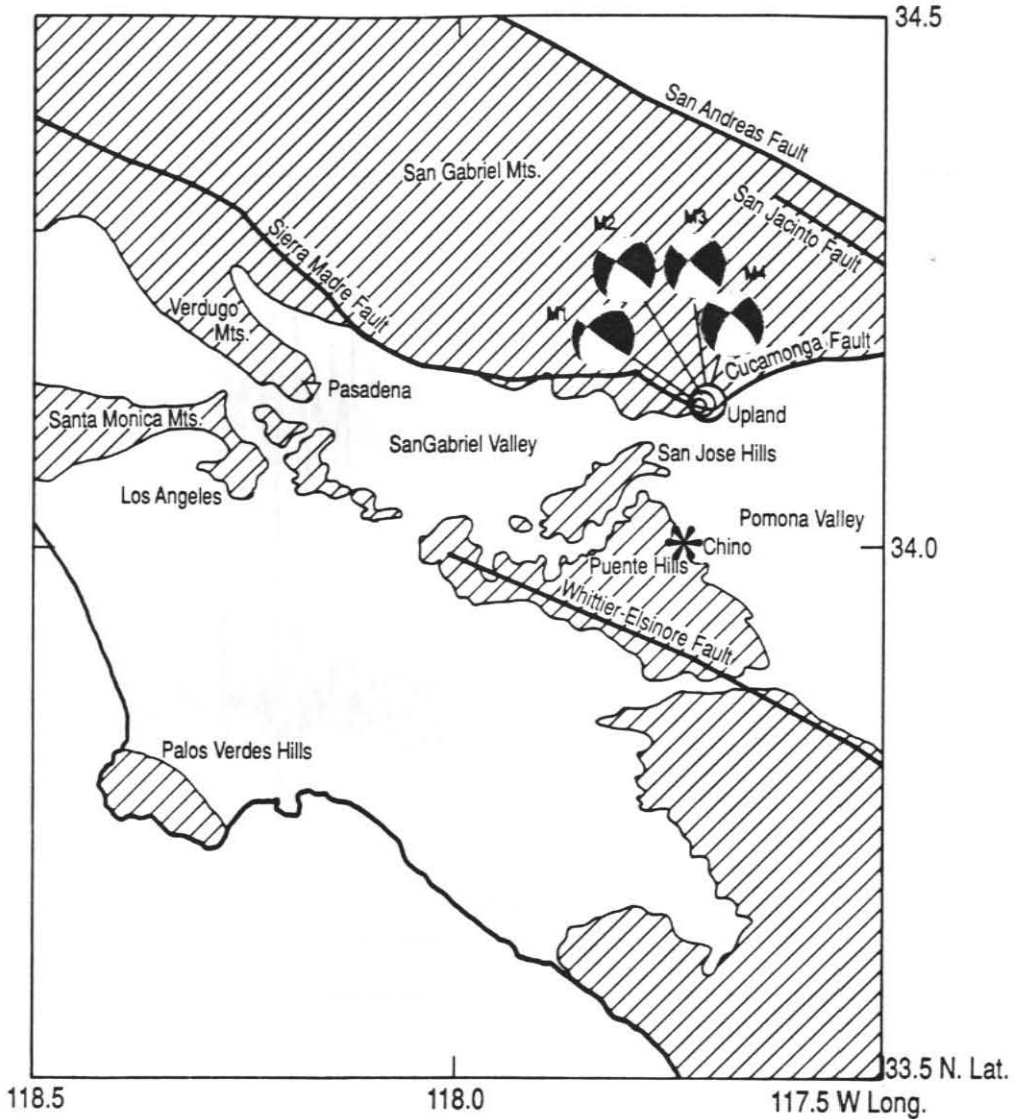 34.5
San Andreas Fault
San Gabriel Mts.
San Jacinto Fault
M2
M3
M1
M4
Sierra Madre Fault
Verdugo
Mts.
Cucamonga Fault
Pasadena
Upland
Santa Monica Mts.
SanGabriel Valley
San Jose Hills
Los Angeles
Pomona Valley
34.0
Chino
Puente Hills
Whittier-Elsinore Fault
Palos Verdes Hills
33.5 N. Lat.
118.5
118.0
117.5 W Long.